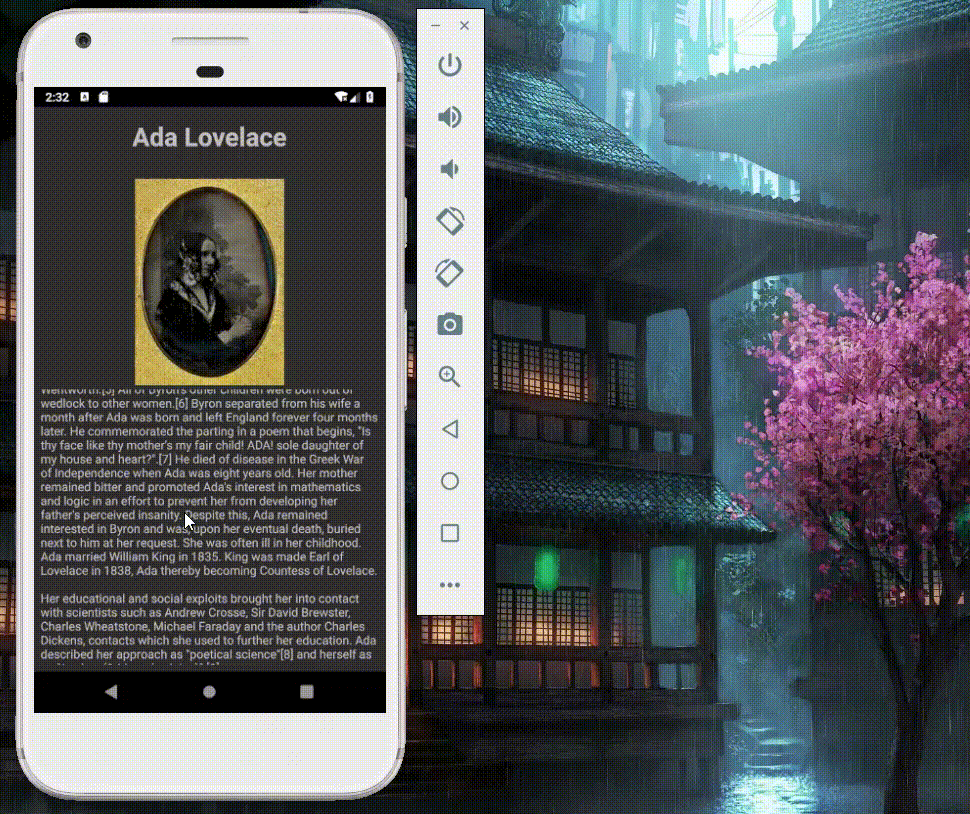 2:32
Ada Lovelace
Wentworth.[5] All of Byron's other children were born out of
wedlock to other women.[6] Byron separated from his wife a
month after Ada was born and left England forever four months
later. He commemorated the parting in a poem that begins, "Is
thy face like thy mother's my fair child! ADA! sole daughter of
my house and heart?".[7] He died of disease in the Greek War
of Independence when Ada was eight years old. Her mother
remained bitter and promoted Ada's interest in mathematics
and logic in an effort to prevent her from developing her
father's perceived insanity. Despite this, Ada remained
interested in Byron and was upon her eventual death, buried
next to him at her request. She was often ill in her childhood.
Ada married William King in 1835. King was made Earl of
Lovelace in 1838, Ada thereby becoming Countess of Lovelace.
Her educational and social exploits brought her into contact
with scientists such as Andrew Crosse, Sir David Brewster,
Charles Wheatstone, Michael Faraday and the author Charles
Dickens, contacts which she used to further her education. Ada
described her approach as "poetical science"[8] and herself as